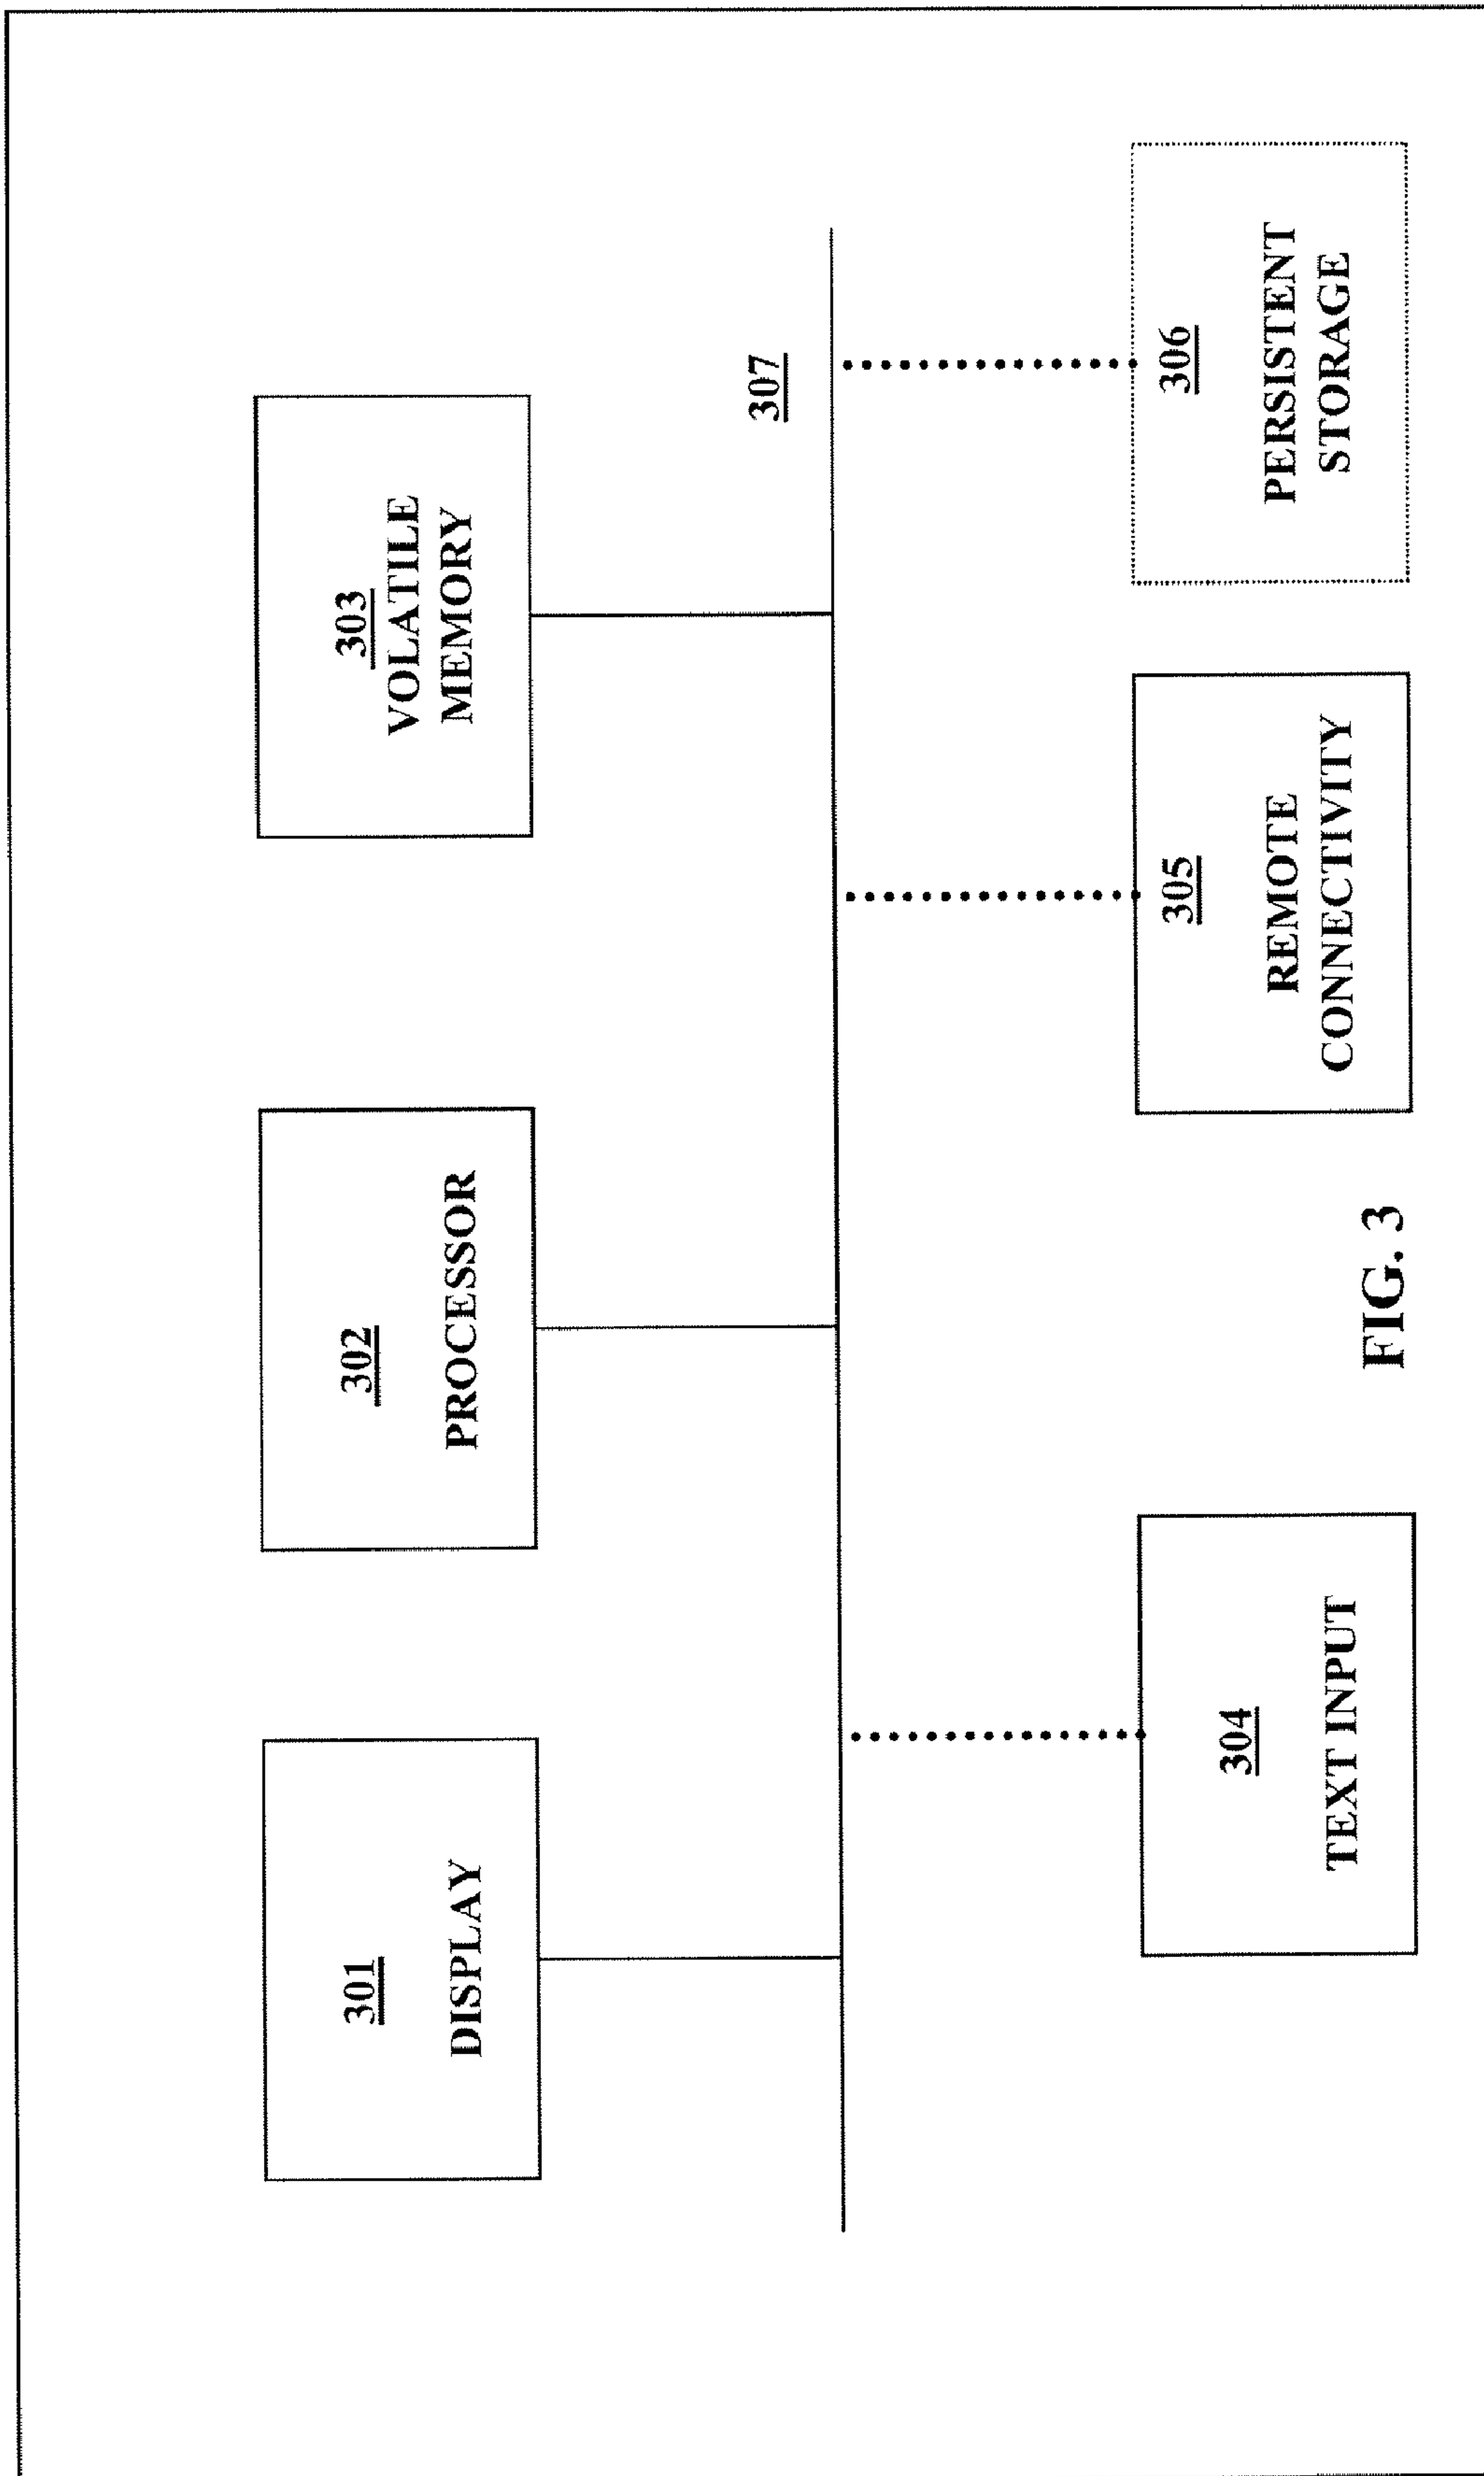 301
DISPLAY
302
PROCESSOR
303
VOLATILE
MEMORY
307
304
TEXT INPUT
305
REMOTE
CONNECTIVITY
306
PERSISTENT
STORAGE
FIG. 3